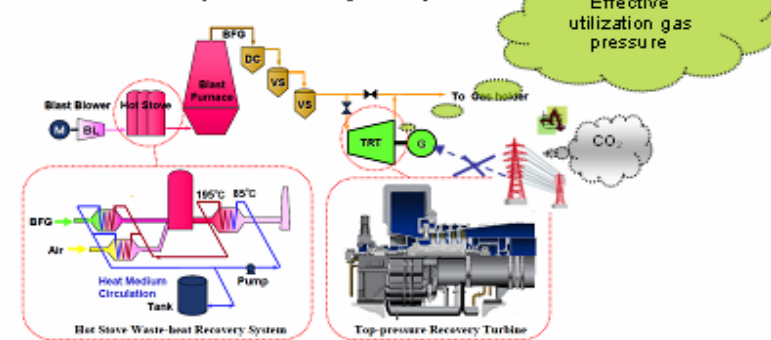 Effective
utilization gas
pressure
BFG
DC
VS
VS
Blast
Furnace
Blast Blower
Hot Stove
M
BL
To Gas holder
TRT
G
CO2
195℃
85℃
BFG
Air
Heat Medium
Circulation
Pump
Tank
Hot Stove Waste-heat Recovery System
Top-pressure Recovery Turbine